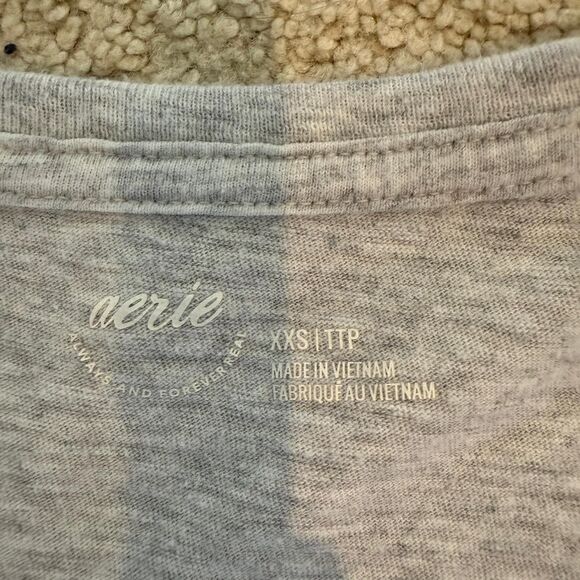 aerie
ALWAYS AND FOREVER REAL
XXS | TTP
MADE IN VIETNAM
FABRIQUÉ AU VIETNAM